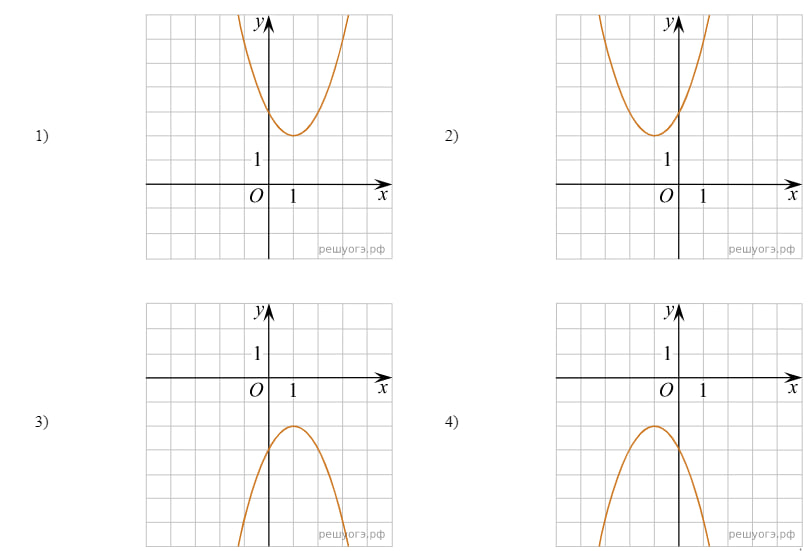 1)
y
1
O 1 x
решуогэ.рф
2)
y
1
O 1 x
решуогэ.рф
3)
y
1
O 1 x
решуогэ.рф
4)
y
1
O 1 x
решуогэ.рф